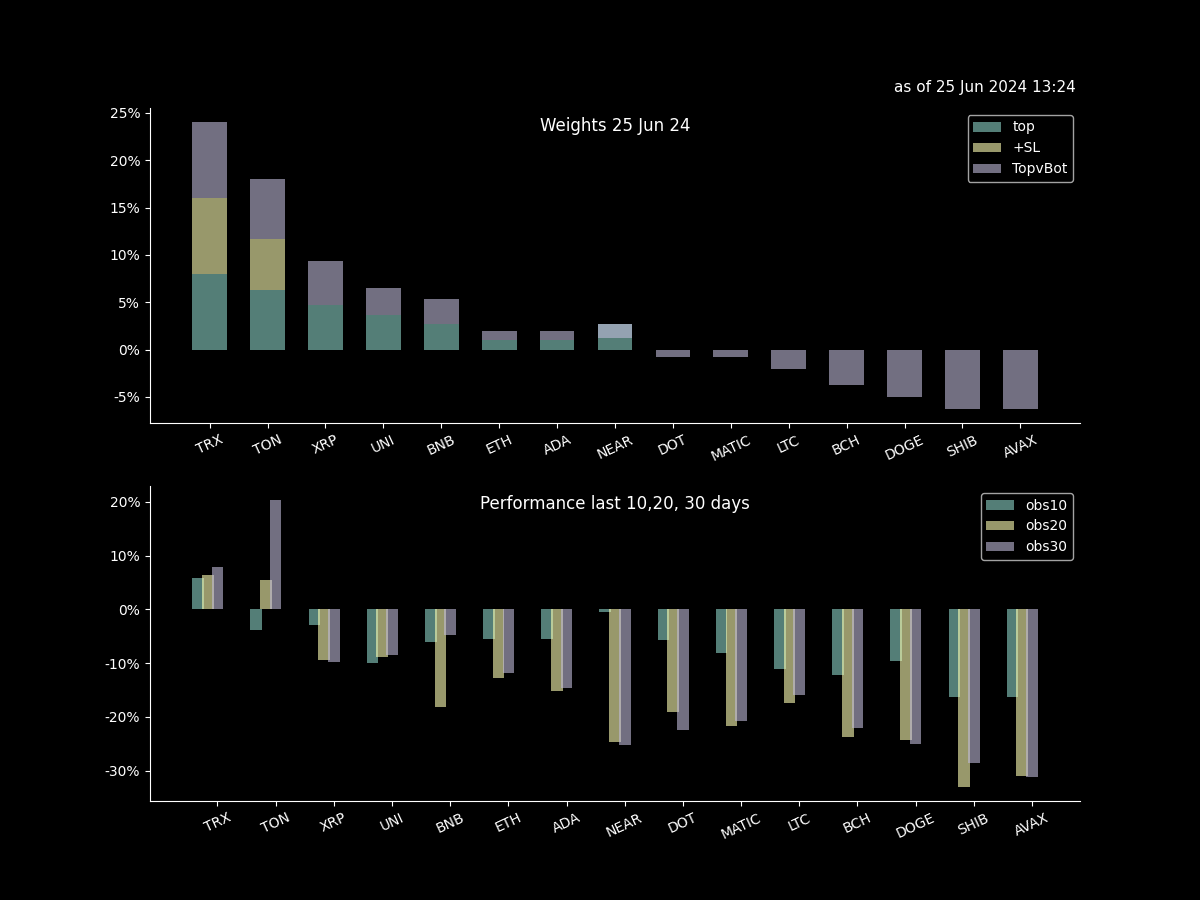 as of 25 Jun 2024 13:24
Weights 25 Jun 24
top
+SL
TopvBot
25%
20%
15%
10%
5%
0%
-5%
TRX TON XRP UNI BNB ETH ADA NEAR DOT MATIC LTC BCH DOGE SHIB AVAX
Performance last 10,20, 30 days
obs10
obs20
obs30
20%
10%
0%
-10%
-20%
-30%
TRX TON XRP UNI BNB ETH ADA NEAR DOT MATIC LTC BCH DOGE SHIB AVAX